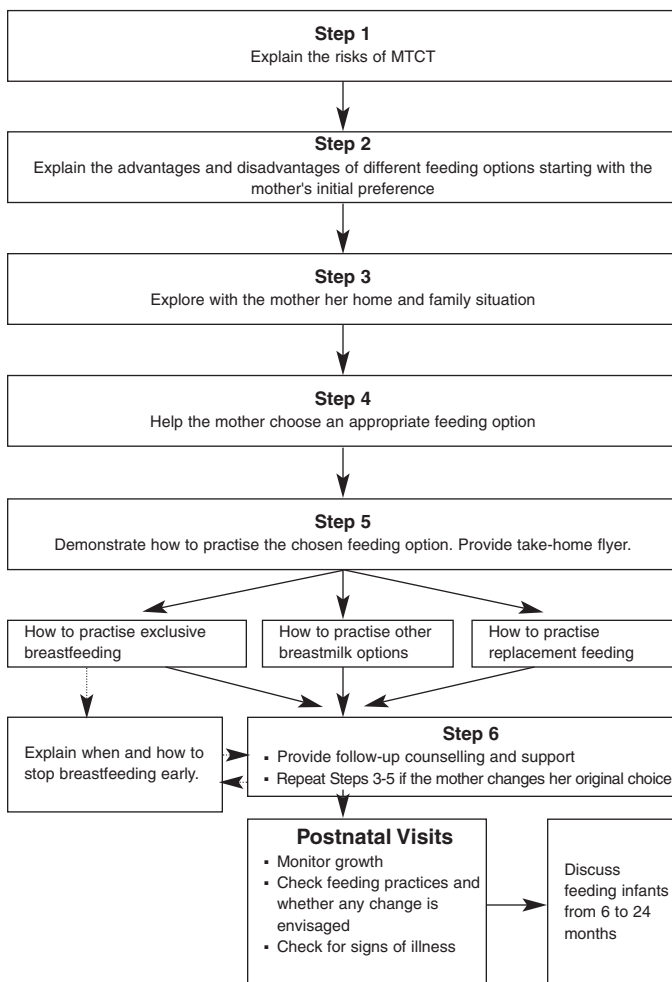 Step 1
Explain the risks of MTCT
Step 2
Explain the advantages and disadvantages of different feeding options starting with the
mother's initial preference
Step 3
Explore with the mother her home and family situation
Step 4
Help the mother choose an appropriate feeding option
Step 5
Demonstrate how to practise the chosen feeding option. Provide take-home flyer.
How to practise exclusive
breastfeeding
How to practise other
breastmilk options
How to practise
replacement feeding
Explain when and how to
stop breastfeeding early.
Step 6
▪ Provide follow-up counselling and support
▪ Repeat Steps 3-5 if the mother changes her original choice
Postnatal Visits
▪ Monitor growth
▪ Check feeding practices and
whether any change is
envisaged
▪ Check for signs of illness
Discuss
feeding infants
from 6 to 24
months